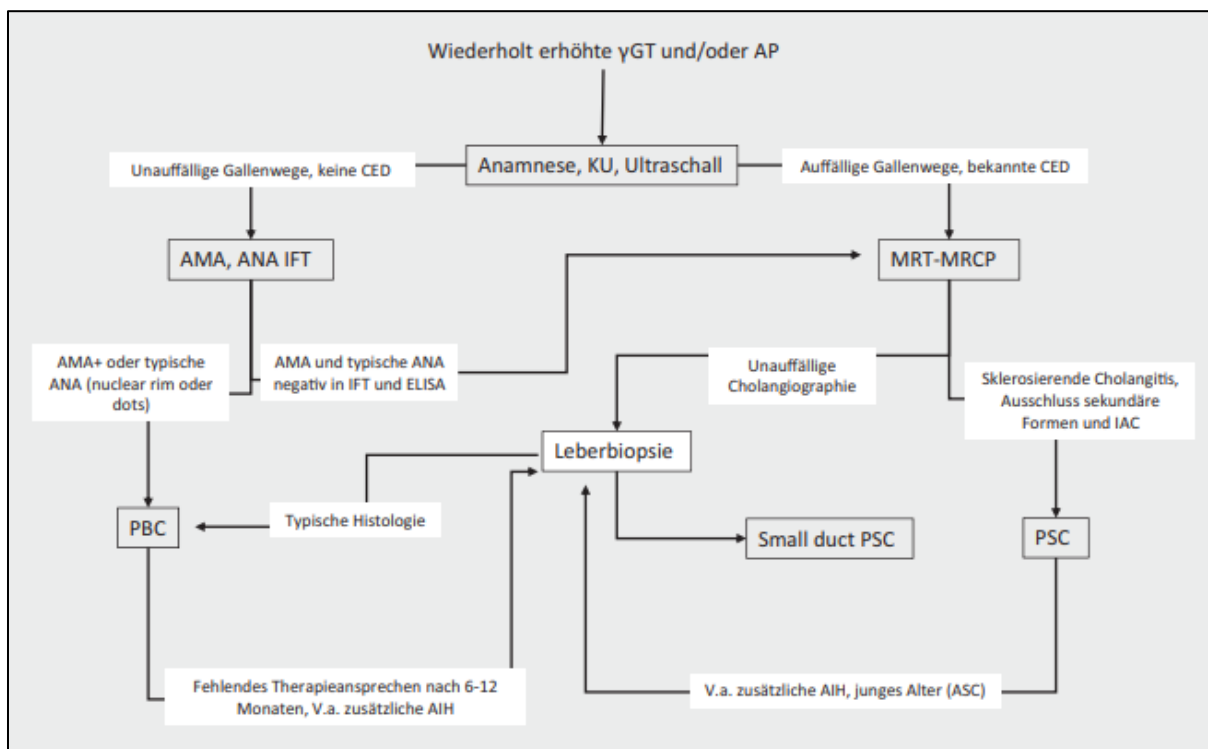 Wiederholt erhöhte γGT und/oder AP
Unauffällige Gallenwege, keine CED
Anamnese, KU, Ultraschall
Auffällige Gallenwege, bekannte CED
AMA, ANA IFT
MRT-MRCP
AMA+ oder typische
ANA (nuclear rim oder
dots)
AMA und typische ANA
negativ in IFT und ELISA
Unauffällige
Cholangiographie
Sklerosierende Cholangitis,
Ausschluss sekundäre
Formen und IAC
Leberbiopsie
PBC
Typische Histologie
Small duct PSC
PSC
Fehlendes Therapieansprechen nach 6-12
Monaten, V.a. zusätzliche AIH
V.a. zusätzliche AIH, junges Alter (ASC)